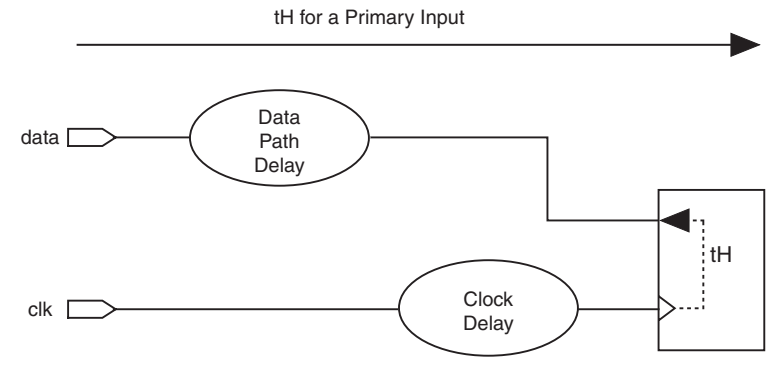 tH for a Primary Input
data
Data
Path
Delay
tH
clk
Clock
Delay